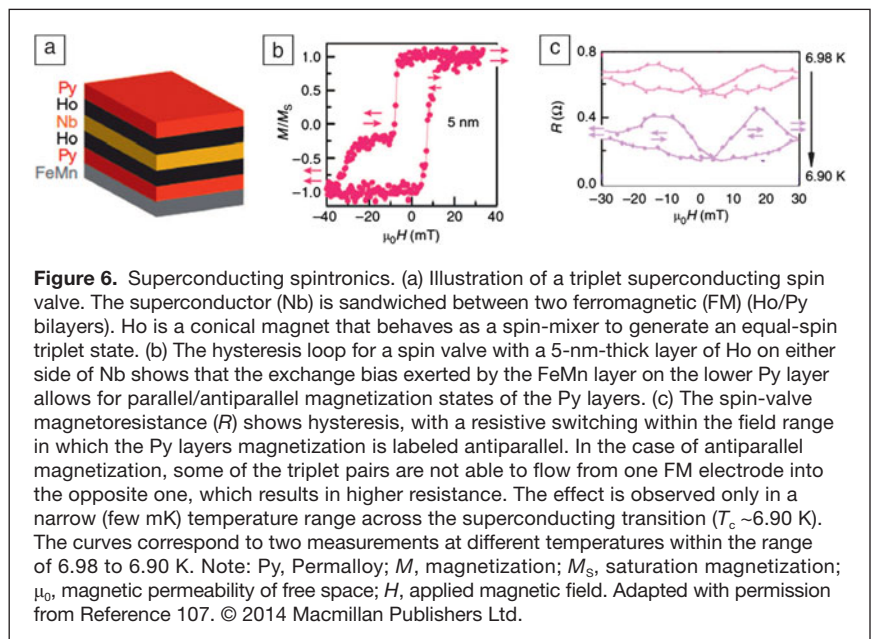 a
Py
Ho
Nb
Ho
Py
FeMn
b
1.0
0.5
0.0
-0.5
-1.0
M/MS
5 nm
-40 -20 0 20 40
μ0H (mT)
c
0.8
0.4
0.0
R (Ω)
6.98 K
6.90 K
-30 -20 -10 0 10 20 30
μ0H (mT)
Figure 6. Superconducting spintronics. (a) Illustration of a triplet superconducting spin
valve. The superconductor (Nb) is sandwiched between two ferromagnetic (FM) (Ho/Py
bilayers). Ho is a conical magnet that behaves as a spin-mixer to generate an equal-spin
triplet state. (b) The hysteresis loop for a spin valve with a 5-nm-thick layer of Ho on either
side of Nb shows that the exchange bias exerted by the FeMn layer on the lower Py layer
allows for parallel/antiparallel magnetization states of the Py layers. (c) The spin-valve
magnetoresistance (R) shows hysteresis, with a resistive switching within the field range
in which the Py layers magnetization is labeled antiparallel. In the case of antiparallel
magnetization, some of the triplet pairs are not able to flow from one FM electrode into
the opposite one, which results in higher resistance. The effect is observed only in a
narrow (few mK) temperature range across the superconducting transition (Tc ~6.90 K).
The curves correspond to two measurements at different temperatures within the range
of 6.98 to 6.90 K. Note: Py, Permalloy; M, magnetization; MS, saturation magnetization;
μ0, magnetic permeability of free space; H, applied magnetic field. Adapted with permission
from Reference 107. © 2014 Macmillan Publishers Ltd.